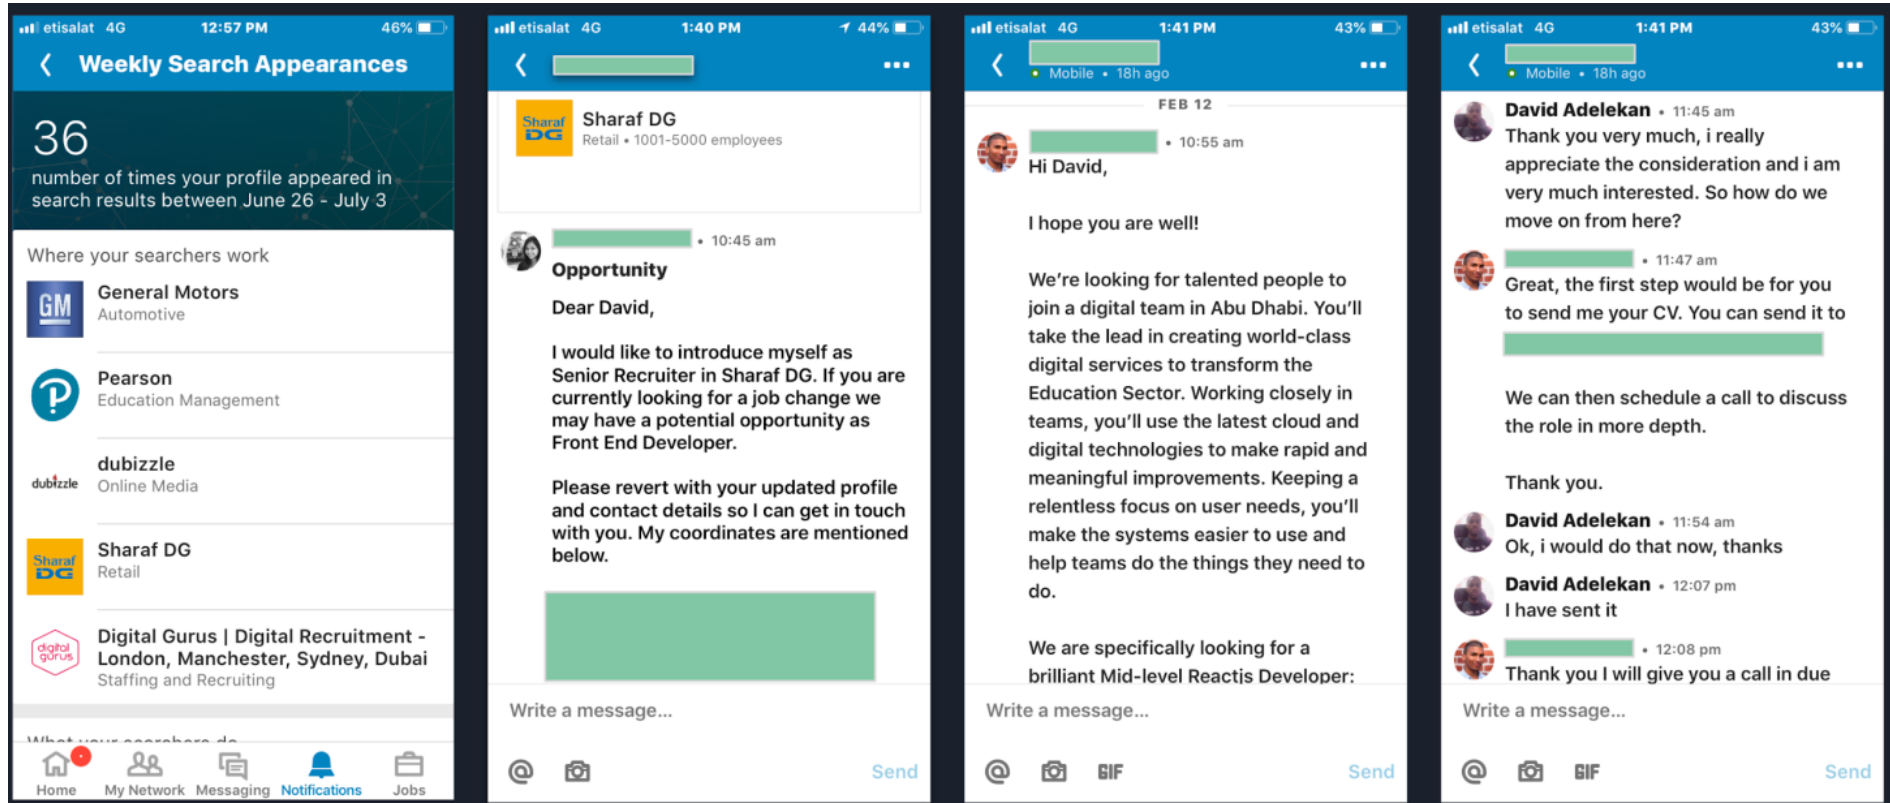 etisalat 4G 12:57 PM 46%
Weekly Search Appearances
36
number of times your profile appeared in
search results between June 26 - July 3
Where your searchers work
GM
General Motors
Automotive
P
Pearson
Education Management
dubizzle
dubizzle
Online Media
Sharaf
DG
Sharaf DG
Retail
digital
gurus
Digital Gurus | Digital Recruitment -
London, Manchester, Sydney, Dubai
Staffing and Recruiting
What your searchers do
Home My Network Messaging Notifications Jobs
etisalat 4G 1:40 PM 44%
Sharaf
DG
Sharaf DG
Retail • 1001-5000 employees
• 10:45 am
Opportunity
Dear David,
I would like to introduce myself as
Senior Recruiter in Sharaf DG. If you are
currently looking for a job change we
may have a potential opportunity as
Front End Developer.
Please revert with your updated profile
and contact details so I can get in touch
with you. My coordinates are mentioned
below.
Write a message...
@ Send
etisalat 4G 1:41 PM 43%
Mobile • 18h ago
FEB 12
• 10:55 am
Hi David,
I hope you are well!
We're looking for talented people to
join a digital team in Abu Dhabi. You'll
take the lead in creating world-class
digital services to transform the
Education Sector. Working closely in
teams, you'll use the latest cloud and
digital technologies to make rapid and
meaningful improvements. Keeping a
relentless focus on user needs, you'll
make the systems easier to use and
help teams do the things they need to
do.
We are specifically looking for a
brilliant Mid-level Reactjs Developer:
Write a message...
@ GIF Send
etisalat 4G 1:41 PM 43%
Mobile • 18h ago
David Adelekan • 11:45 am
Thank you very much, i really
appreciate the consideration and i am
very much interested. So how do we
move on from here?
• 11:47 am
Great, the first step would be for you
to send me your CV. You can send it to
We can then schedule a call to discuss
the role in more depth.
Thank you.
David Adelekan • 11:54 am
Ok, i would do that now, thanks
David Adelekan • 12:07 pm
I have sent it
• 12:08 pm
Thank you I will give you a call in due
Write a message...
@ GIF Send